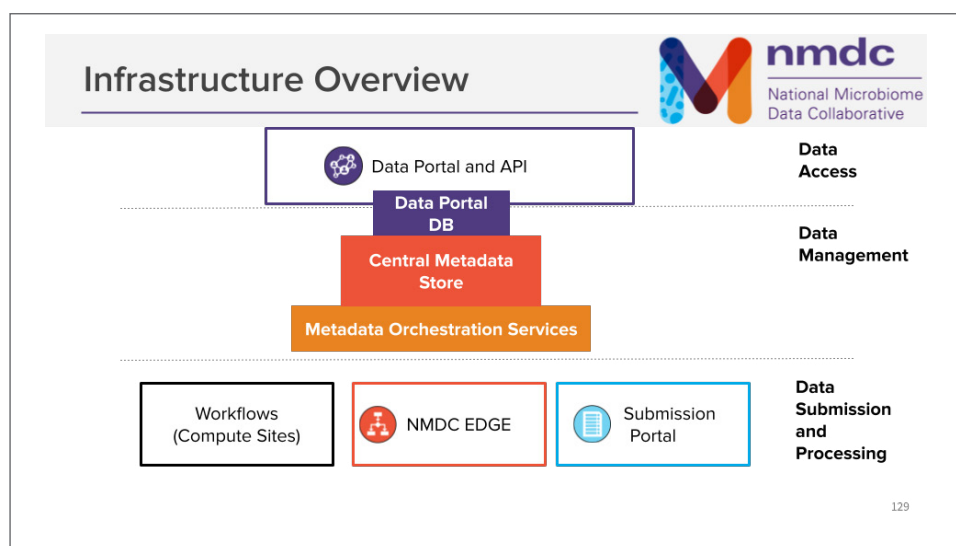 Infrastructure Overview
nmdc
National Microbiome
Data Collaborative
Data Portal and API
Data
Access
Data Portal
DB
Data
Management
Central Metadata
Store
Metadata Orchestration Services
Workflows
(Compute Sites)
NMDC EDGE
Submission
Portal
Data
Submission
and
Processing
129